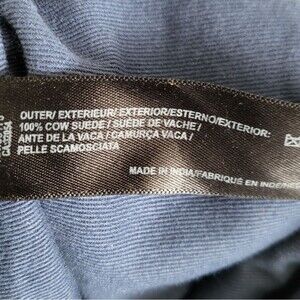 OUTER/ EXTERIEUR/ EXTERIOR/ESTERNO/EXTERIOR:
100% COW SUEDE / SUÈDE DE VACHE /
ANTE DE LA VACA / CAMURÇA VACA /
PELLE SCAMOSCIATA
MADE IN INDIA/FABRIQUÉ EN INDE